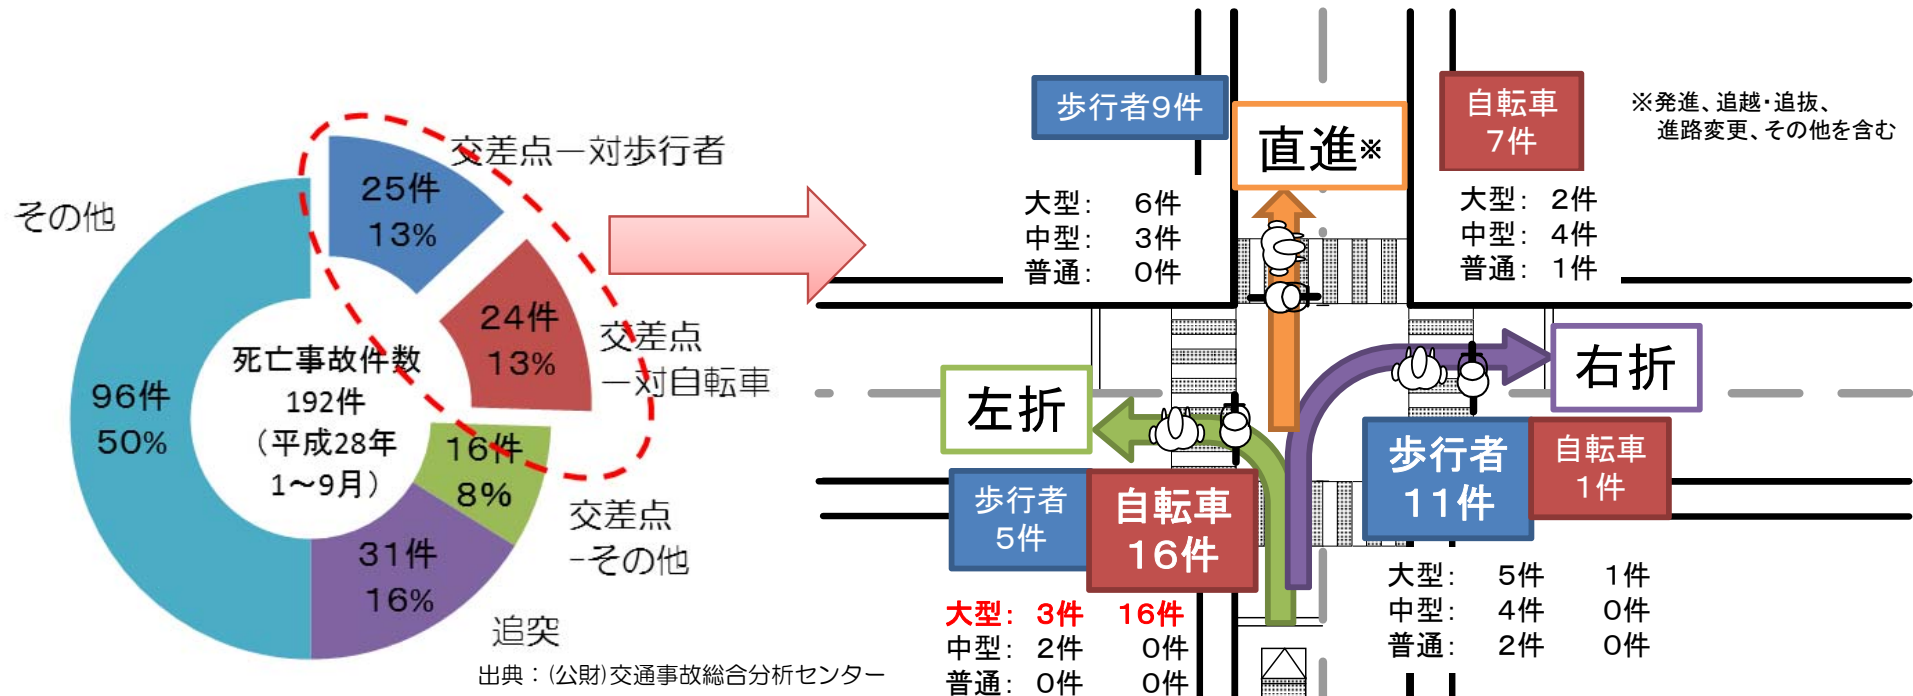 交差点－対歩行者
25件
13%
その他
24件
13%
交差点
－対自転車
死亡事故件数
192件
（平成28年
1～9月）
96件
50%
16件
8%
交差点
-その他
31件
16%
追突
出典：(公財)交通事故総合分析センター
歩行者9件
直進※
自転車
7件
※発進、追越・追抜、
進路変更、その他を含む
大型： 6件
中型： 3件
普通： 0件
大型： 2件
中型： 4件
普通： 1件
左折
右折
歩行者
5件
自転車
16件
歩行者
11件
自転車
1件
大型： 3件 16件
中型： 2件 0件
普通： 0件 0件
大型： 5件 1件
中型： 4件 0件
普通： 2件 0件